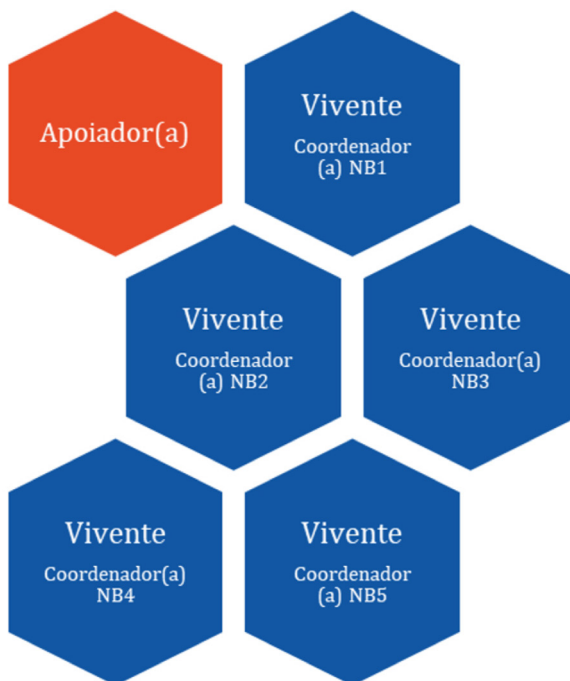 Apoiador(a)
Vivente
Coordenador
(a) NB1
Vivente
Coordenador
(a) NB2
Vivente
Coordenador(a)
NB3
Vivente
Coordenador(a)
NB4
Vivente
Coordenador
(a) NB5